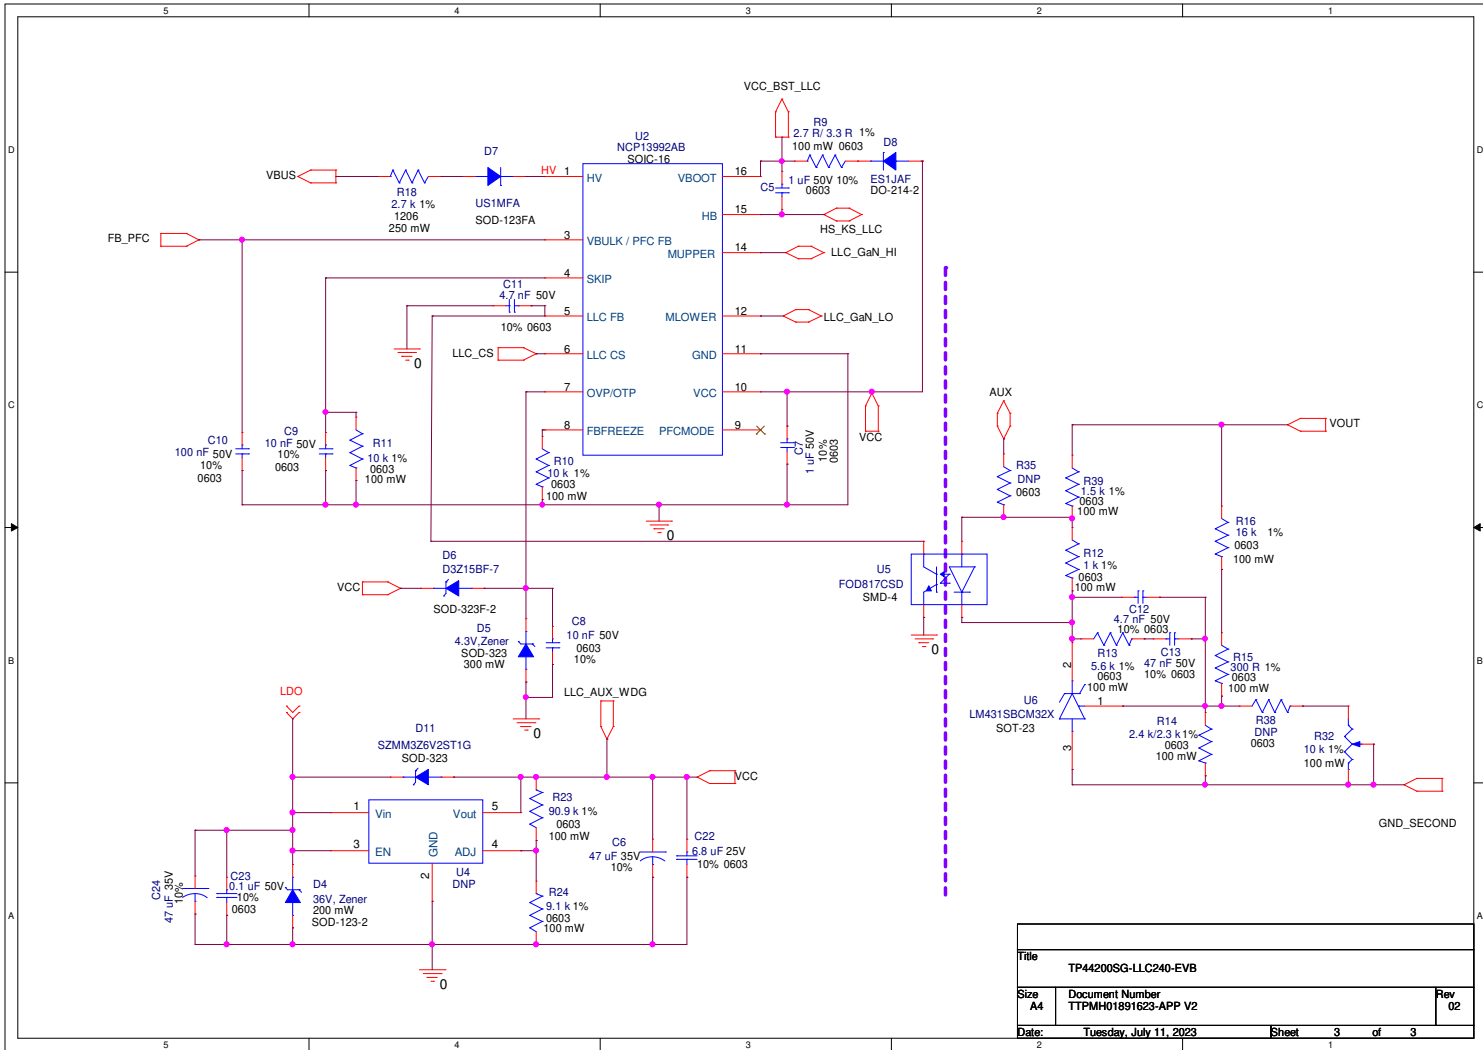 5
4
3
2
1
D
D
C
C
B
B
A
A
VCC_BST_LLC
R9
2.7 R/ 3.3 R 1%
100 mW 0603
D8
ES1JAF
DO-214-2
U2
NCP13992AB
SOIC-16
D7
US1MFA
SOD-123FA
HV
VBUS
R18
2.7 k 1%
1206
250 mW
C5
1 uF 50V 10%
0603
HS_KS_LLC
1
HV
VBOOT
16
HB
15
FB_PFC
3
VBULK / PFC FB
MUPPER
14
LLC_GaN_HI
4
SKIP
C11
4.7 nF 50V
10% 0603
0
5
LLC FB
MLOWER
12
LLC_GaN_LO
LLC_CS
6
LLC CS
GND
11
7
OVP/OTP
VCC
10
8
FBFREEZE
PFCMODE
9
VCC
C7
1 uF 50V
10%
0603
C10
100 nF 50V
10%
0603
C9
10 nF 50V
10%
0603
R11
10 k 1%
0603
100 mW
R10
10 k 1%
0603
100 mW
0
AUX
VOUT
R35
DNP
0603
R39
1.5 k 1%
0603
100 mW
R16
16 k 1%
0603
100 mW
R12
1 k 1%
0603
100 mW
U5
FOD817CSD
SMD-4
0
C12
4.7 nF 50V
10% 0603
R13
5.6 k 1%
0603
100 mW
C13
47 nF 50V
10% 0603
R15
300 R 1%
0603
100 mW
2
U6
LM431SBCM32X
SOT-23
1
3
R14
2.4 k/2.3 k 1%
0603
100 mW
R38
DNP
0603
R32
10 k 1%
100 mW
GND_SECOND
VCC
D6
D3Z15BF-7
SOD-323F-2
D5
4.3V,Zener
SOD-323
300 mW
C8
10 nF 50V
0603
10%
0
LLC_AUX_WDG
LDO
D11
SZMM3Z6V2ST1G
SOD-323
VCC
1
Vin
Vout
5
3
EN
GND
ADJ
4
2
U4
DNP
R23
90.9 k 1%
0603
100 mW
R24
9.1 k 1%
0603
100 mW
C6
47 uF 35V
10%
C22
6.8 uF 25V
10% 0603
C24
47 uF 35V
10%
C23
0.1 uF 50V
10%
0603
D4
36V, Zener
200 mW
SOD-123-2
0
Title
TP44200SG-LLC240-EVB
Size
A4
Document Number
TTPMH01891623-APP V2
Rev
02
Date:
Tuesday, July 11, 2023
Sheet 3 of 3
5
4
3
2
1